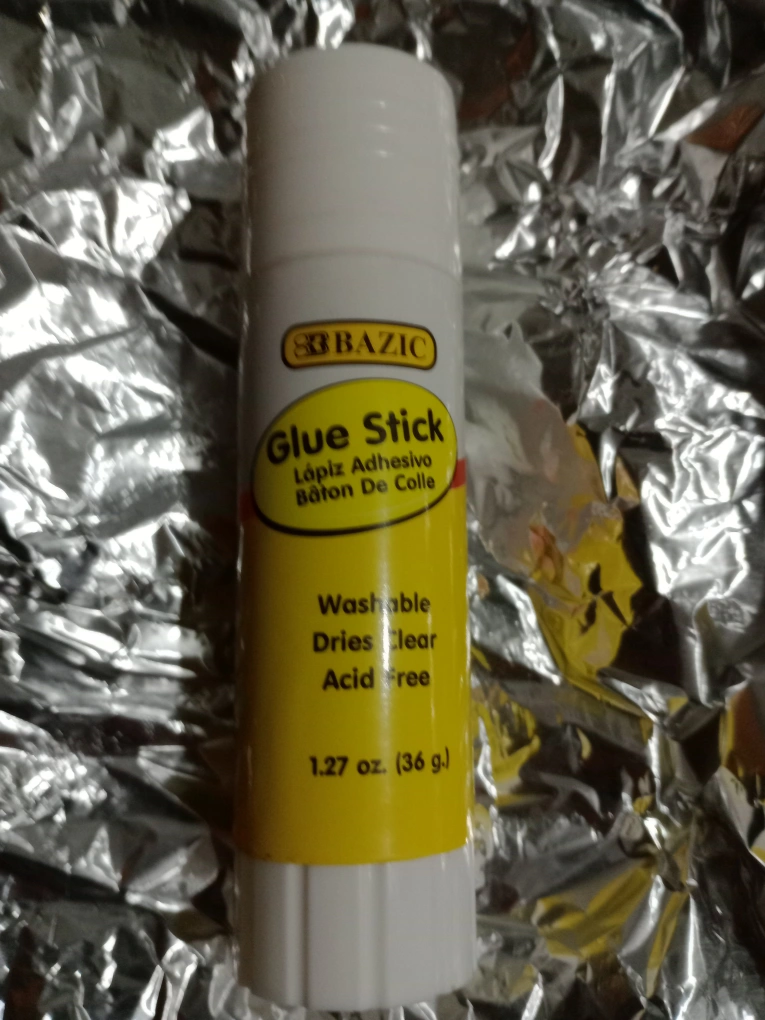 BAZIC
Glue Stick
Lápiz Adhesivo
Bâton De Colle
Washable
Dries Clear
Acid Free
1.27 oz. (36 g.)